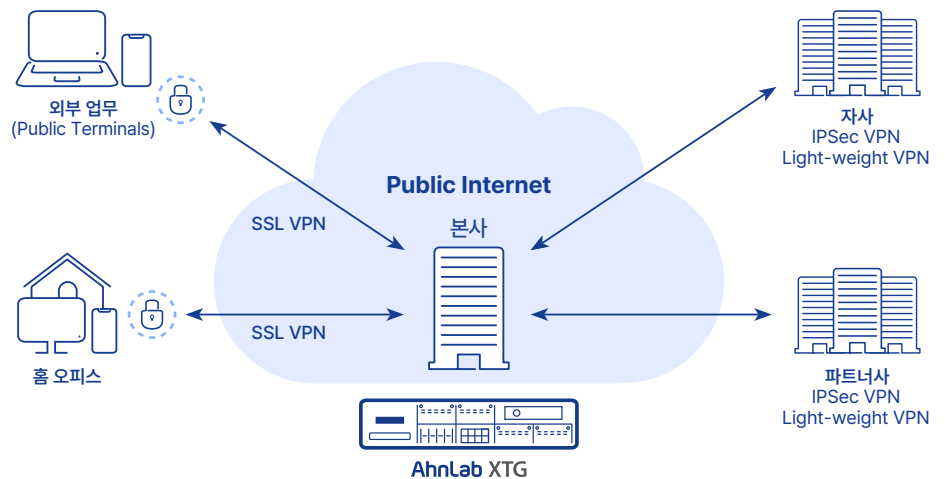 외부 업무
(Public Terminals)
자사
IPSec VPN
Light-weight VPN
Public Internet
본사
SSL VPN
SSL VPN
홈 오피스
파트너사
IPSec VPN
Light-weight VPN
AhnLab XTG